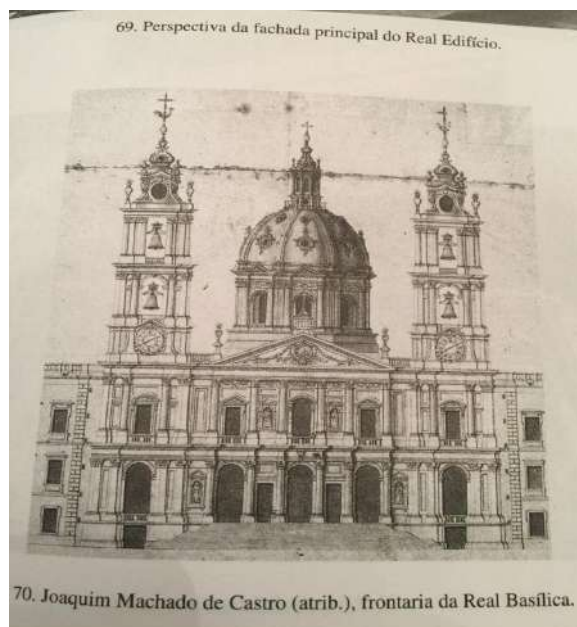 69. Perspectiva da fachada principal do Real Edifício.
70. Joaquim Machado de Castro (atrib.), frontaria da Real Basílica.